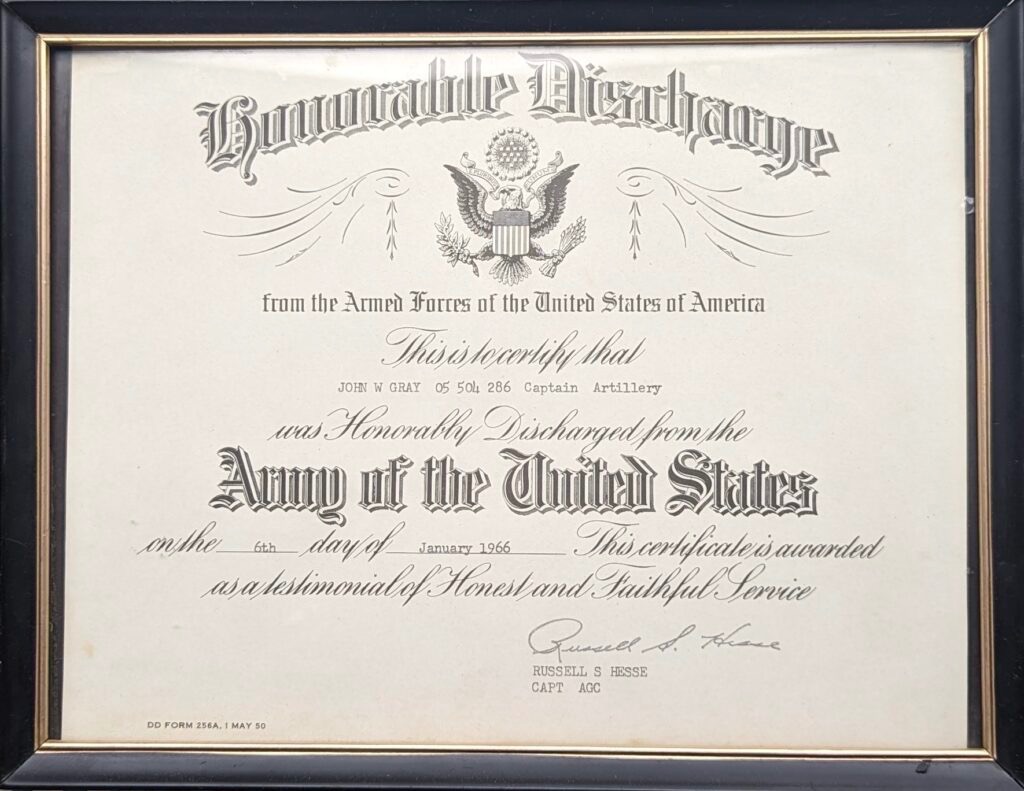 Honorable Discharge
from the Armed Forces of the United States of America
This is to certify that
JOHN W GRAY 05 504 286 Captain Artillery
was Honorably Discharged from the
Army of the United States
on the 6th day of January 1966 This certificate is awarded
as a testimonial of Honest and Faithful Service
Russell S. Hesse
RUSSELL S HESSE
CAPT AGC
DD FORM 256A, 1 MAY 50